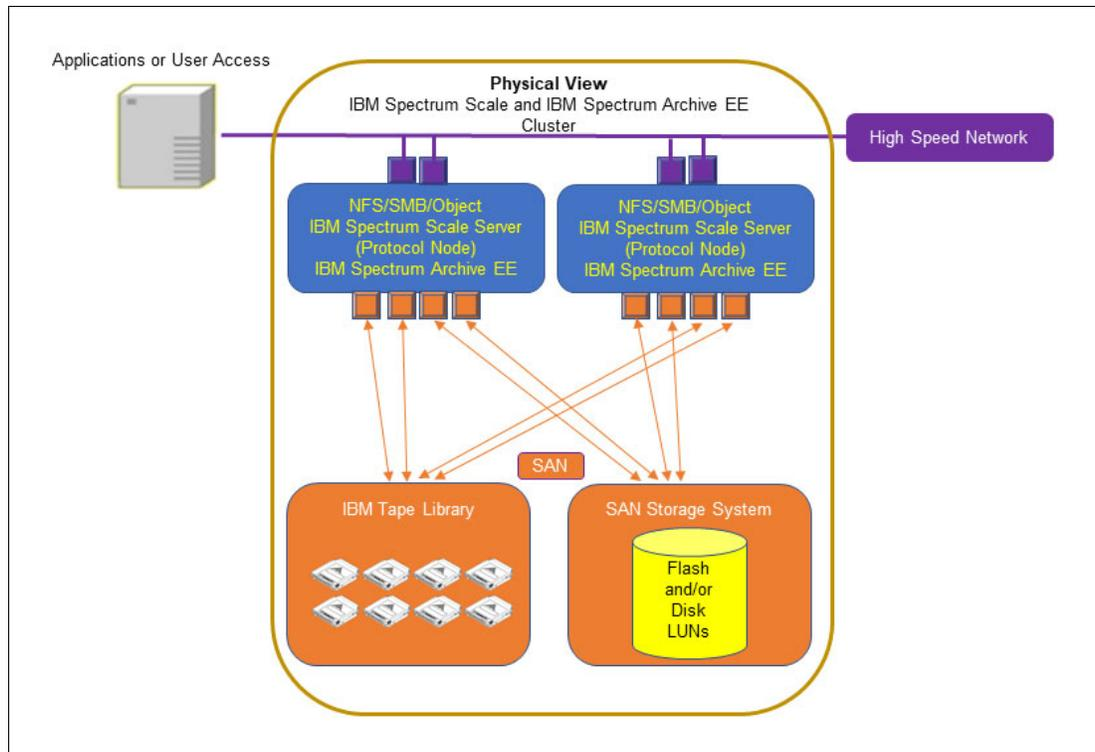 Applications or User Access
Physical View
IBM Spectrum Scale and IBM Spectrum Archive EE
Cluster
High Speed Network
NFS/SMB/Object
IBM Spectrum Scale Server
(Protocol Node)
IBM Spectrum Archive EE
NFS/SMB/Object
IBM Spectrum Scale Server
(Protocol Node)
IBM Spectrum Archive EE
SAN
IBM Tape Library
SAN Storage System
Flash
and/or
Disk
LUNs